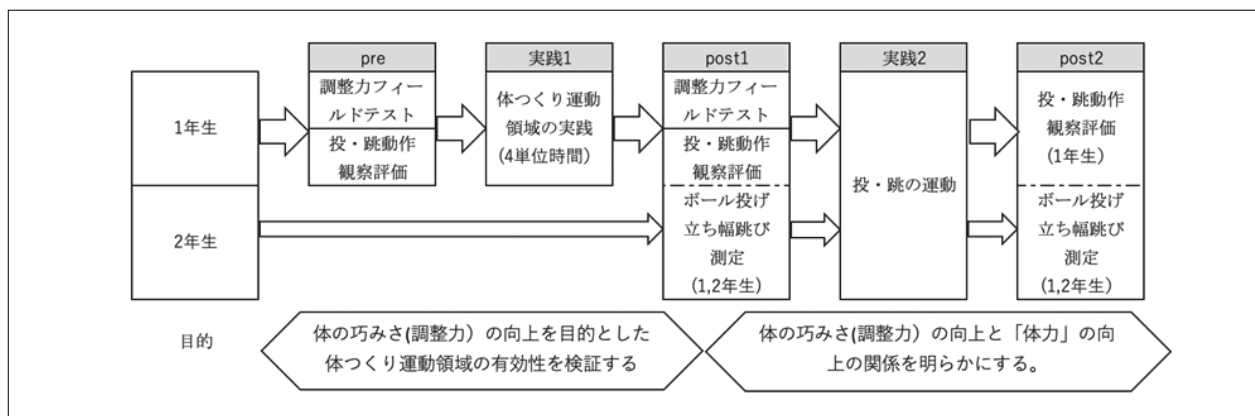 pre
実践1
post1
実践2
post2
1年生
調整力フィー
ルドテスト
投・跳動作
観察評価
体つくり運動
領域の実践
(4単位時間)
調整力フィー
ルドテスト
投・跳動作
観察評価
投・跳の運動
投・跳動作
観察評価
(1年生)
2年生
ボール投げ
立ち幅跳び
測定
(1,2年生)
ボール投げ
立ち幅跳び
測定
(1,2年生)
目的
体の巧みさ(調整力）の向上を目的とした
体つくり運動領域の有効性を検証する
体の巧みさ(調整力）の向上と「体力」の向
上の関係を明らかにする。